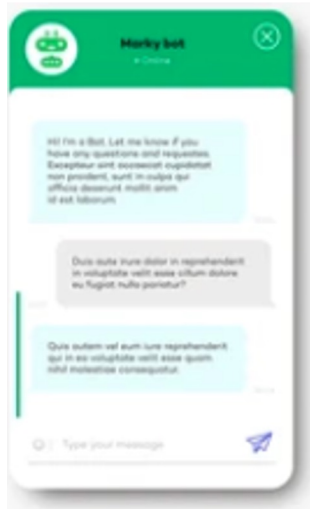 Marky bot
Online
Hi! I'm a Bot. Let me know if you
have any questions and requestes.
Excepteur sint occaecat cupidatat
non proident, sunt in culpa qui
officia deserunt mollit anim
id est laborum
Duis aute irure dolor in reprehenderit
in voluptate velit esse cillum dolore
eu fugiat nulla pariatur?
Quis autem vel eum iure reprehenderit
qui in ea voluptate velit esse quam
nihil molestiae consequatur.
Type your message